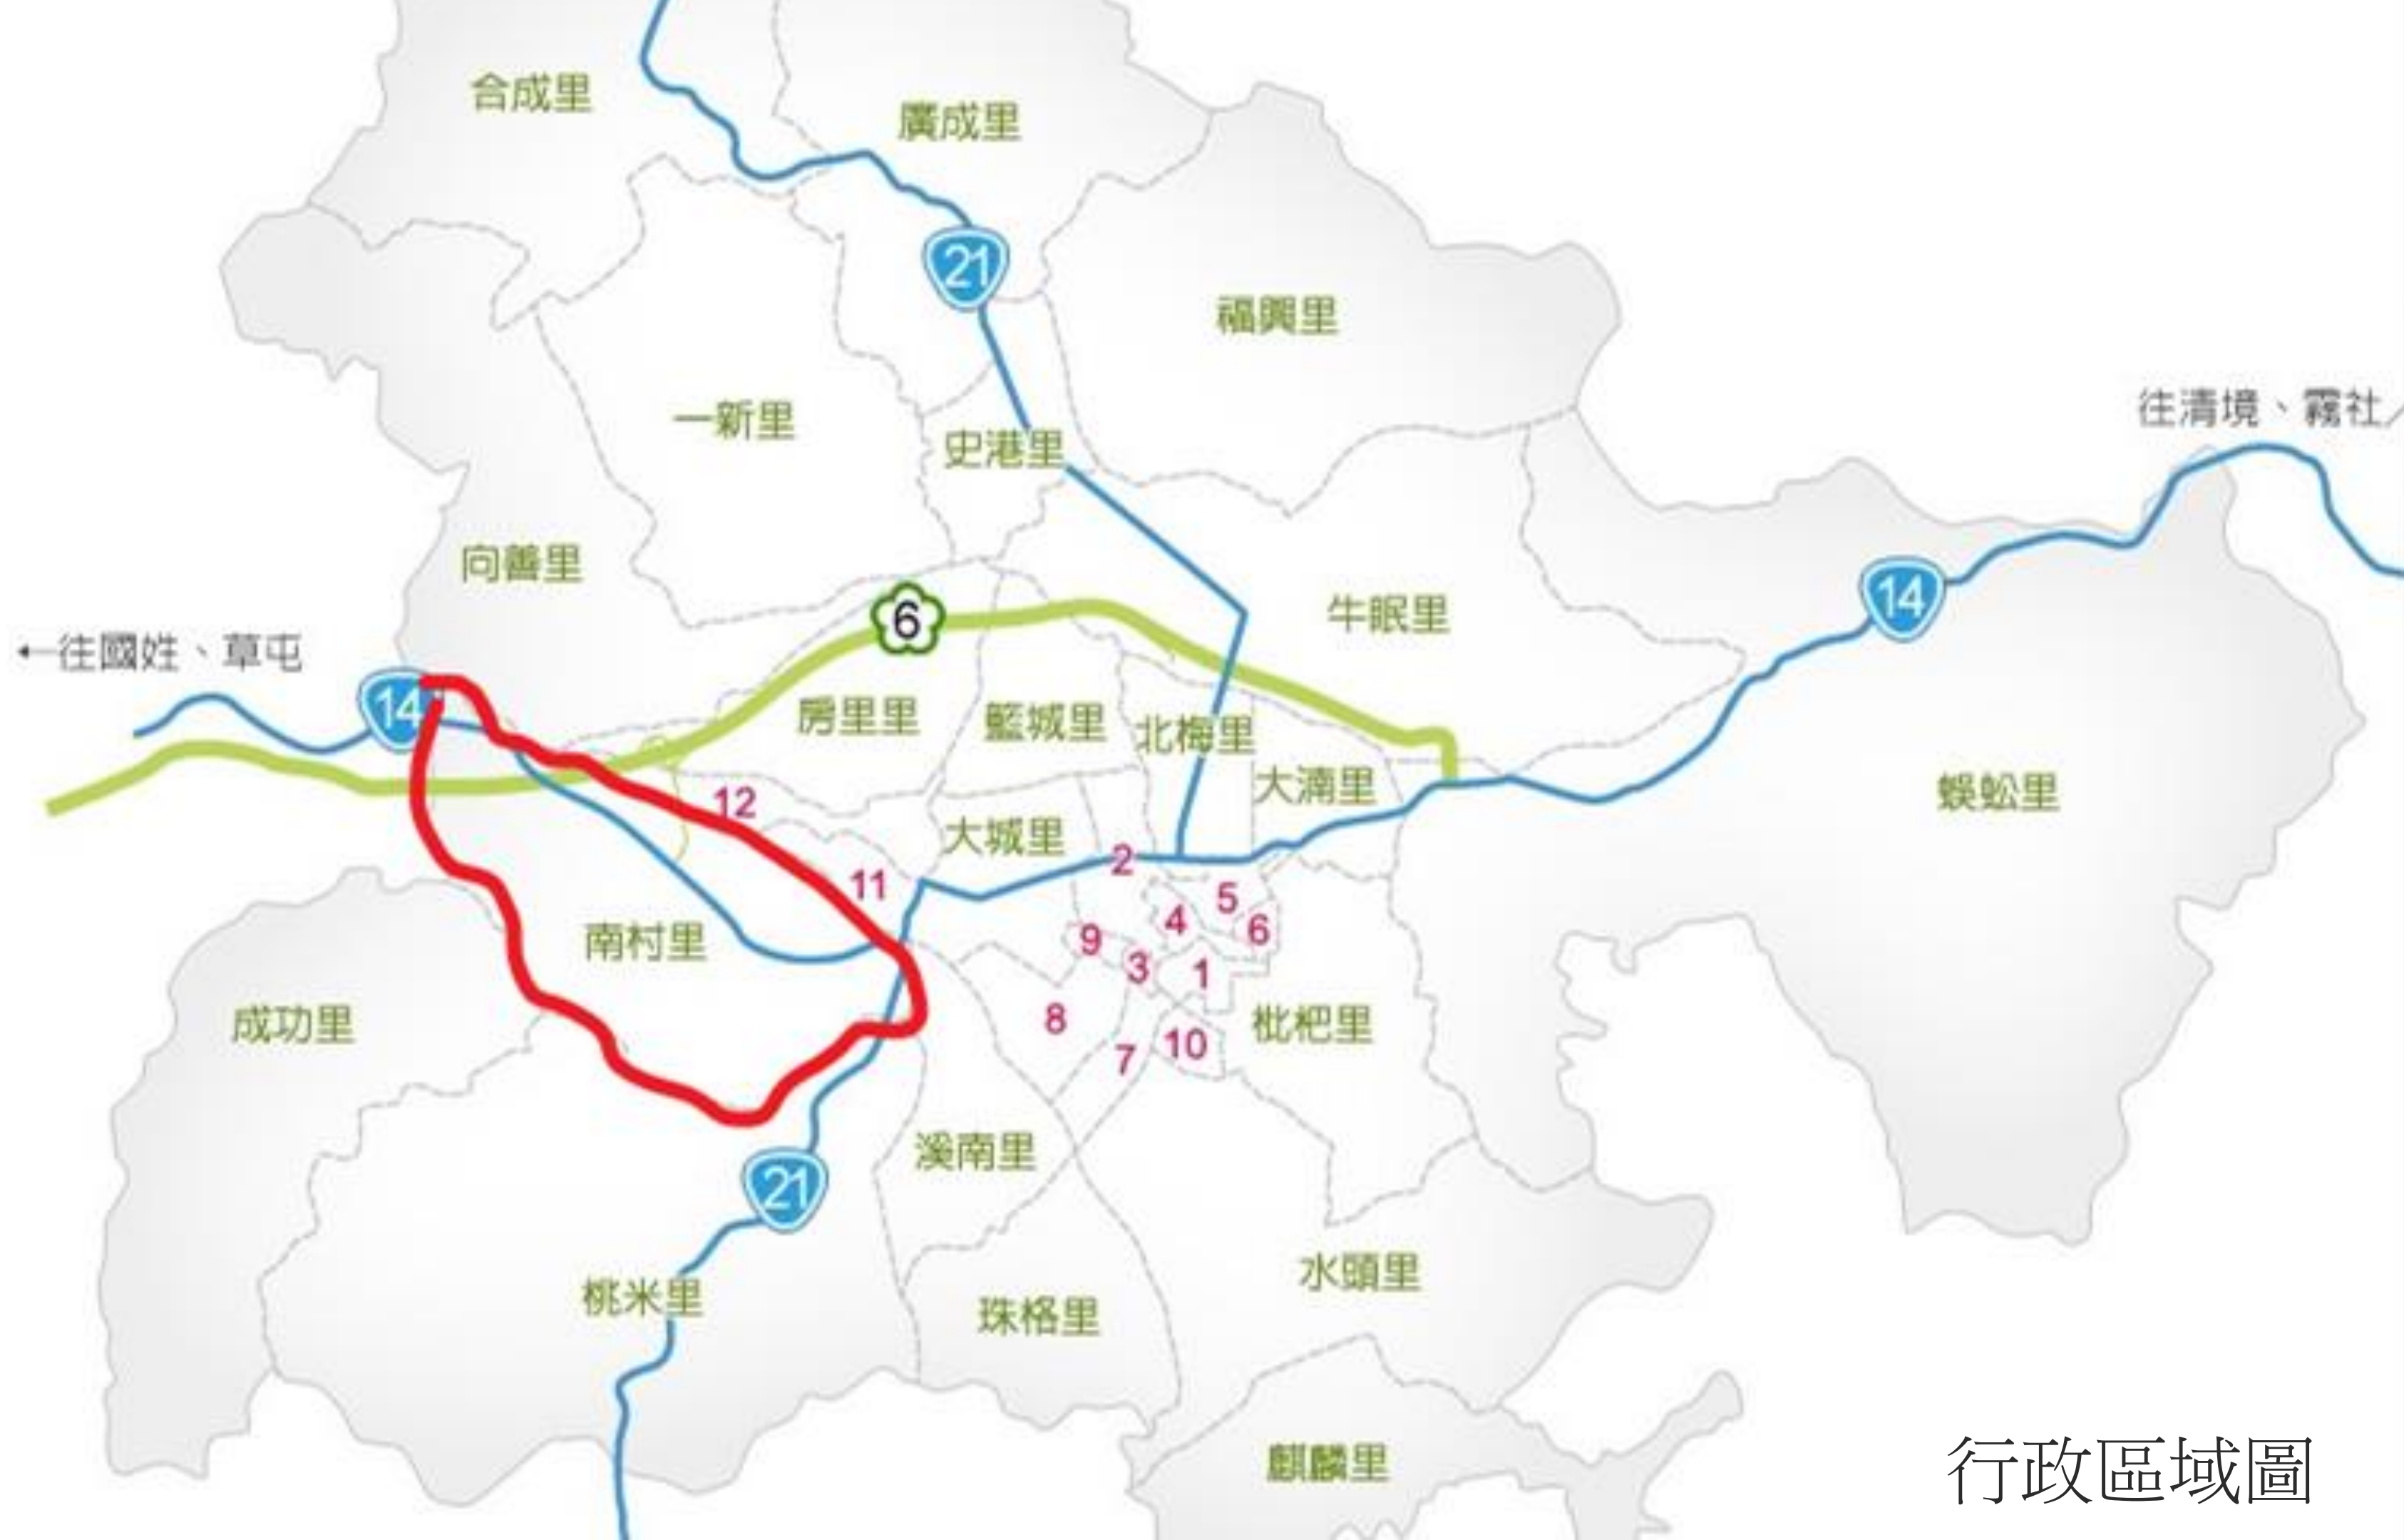 合成里
廣成里
21
福興里
往清境、霧社／
一新里
史港里
向善里
14
6
牛眠里
←往國姓、草屯
14
房里里
籃城里
北梅里
大湳里
蜈蚣里
12
大城里
2
11
5
4
6
南村里
9
3
1
成功里
8
枇杷里
10
7
溪南里
21
水頭里
桃米里
珠格里
麒麟里
行政區域圖